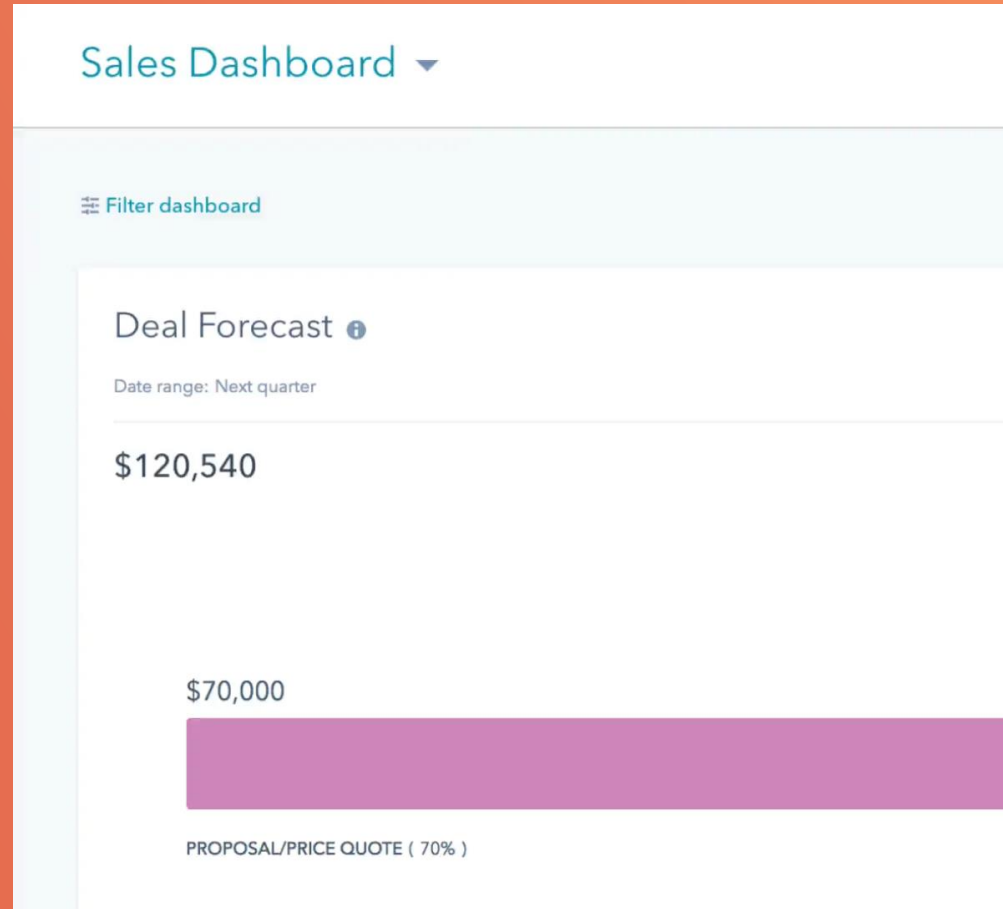 Sales Dashboard
Filter dashboard
Deal Forecast
Date range: Next quarter
$120,540
$70,000
PROPOSAL/PRICE QUOTE ( 70% )